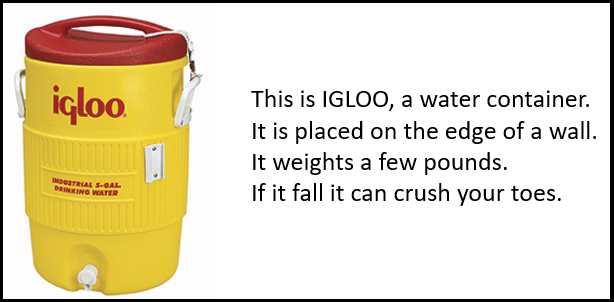 igloo
INDUSTRIAL 5-GAL.
DRINKING WATER
This is IGLOO, a water container.
It is placed on the edge of a wall.
It weights a few pounds.
If it fall it can crush your toes.